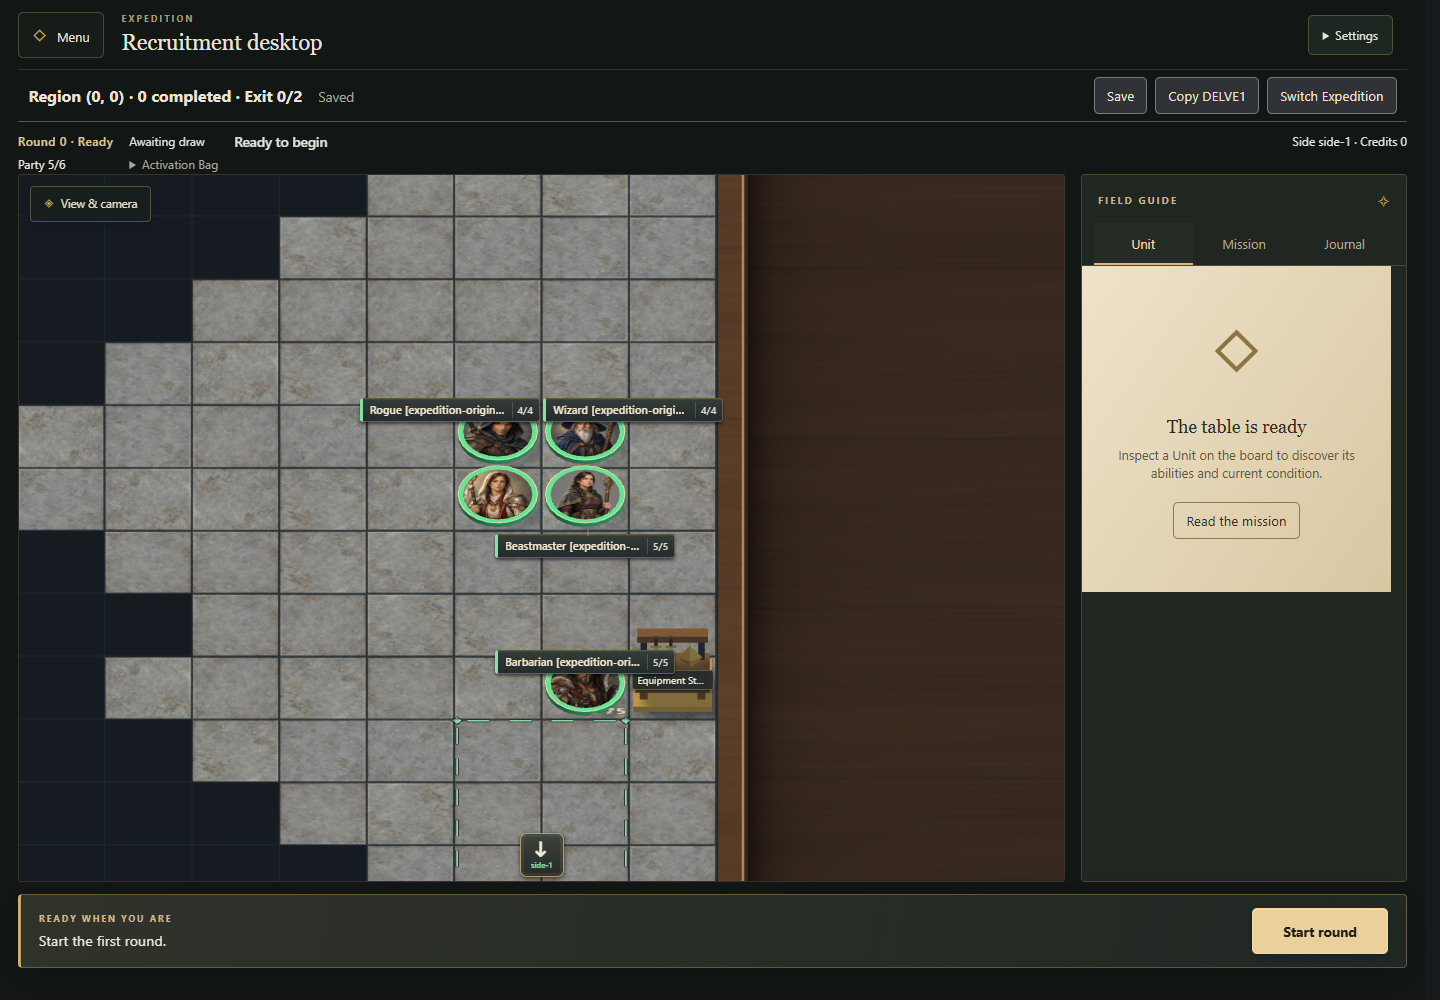 Menu
EXPEDITION
Recruitment desktop
Settings
Region (0, 0) · 0 completed · Exit 0/2
Saved
Save
Copy DELVE1
Switch Expedition
Round 0 · Ready
Awaiting draw
Ready to begin
Side side-1 · Credits 0
Party 5/6
Activation Bag
View & camera
FIELD GUIDE
Unit
Mission
Journal
Rogue [expedition-origin... 4/4
Wizard [expedition-origi... 4/4
Beastmaster [expedition-... 5/5
Barbarian [expedition-ori... 5/5
Equipment St...
side-1
The table is ready
Inspect a Unit on the board to discover its
abilities and current condition.
Read the mission
READY WHEN YOU ARE
Start the first round.
Start round